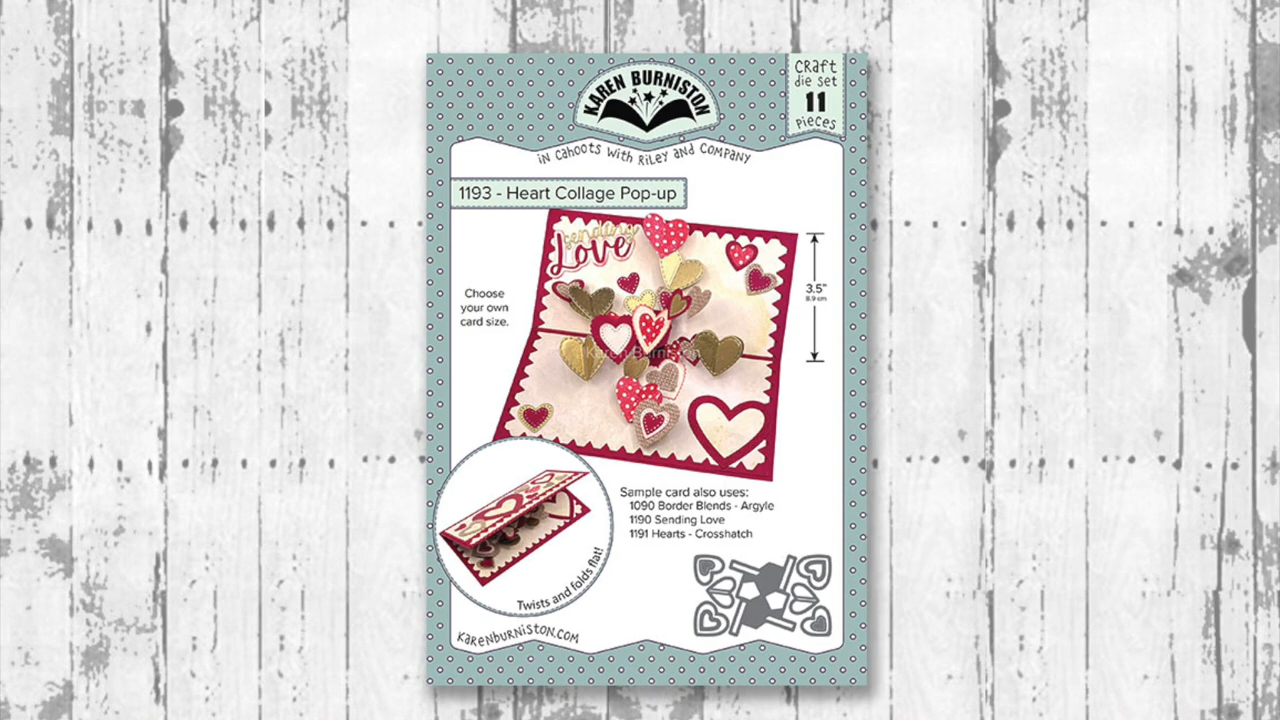 KAREN BURNISTON
CRaft
die set
11
pieces
in cahoots with Riley and Company
1193 - Heart Collage Pop-up
sending
Love
Choose
your own
card size.
3.5"
8.9 cm
Karen Burniston
Sample card also uses:
1090 Border Blends - Argyle
1190 Sending Love
1191 Hearts - Crosshatch
Twists and folds flat!
karenburniston.com